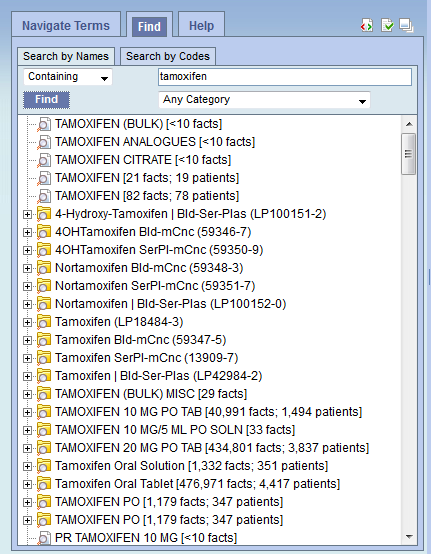 Navigate Terms Find Help
Search by Names Search by Codes
Containing tamoxifen
Find Any Category
TAMOXIFEN (BULK) [<10 facts]
TAMOXIFEN ANALOGUES [<10 facts]
TAMOXIFEN CITRATE [<10 facts]
TAMOXIFEN [21 facts; 19 patients]
TAMOXIFEN [82 facts; 78 patients]
4-Hydroxy-Tamoxifen | Bld-Ser-Plas (LP100151-2)
4OHTamoxifen Bld-mCnc (59346-7)
4OHTamoxifen SerPl-mCnc (59350-9)
Nortamoxifen Bld-mCnc (59348-3)
Nortamoxifen SerPl-mCnc (59351-7)
Nortamoxifen | Bld-Ser-Plas (LP100152-0)
Tamoxifen (LP18484-3)
Tamoxifen Bld-mCnc (59347-5)
Tamoxifen SerPl-mCnc (13909-7)
Tamoxifen | Bld-Ser-Plas (LP42984-2)
TAMOXIFEN (BULK) MISC [29 facts]
TAMOXIFEN 10 MG PO TAB [40,991 facts; 1,494 patients]
TAMOXIFEN 10 MG/5 ML PO SOLN [33 facts]
TAMOXIFEN 20 MG PO TAB [434,801 facts; 3,837 patients]
Tamoxifen Oral Solution [1,332 facts; 351 patients]
Tamoxifen Oral Tablet [476,971 facts; 4,417 patients]
TAMOXIFEN PO [1,179 facts; 347 patients]
TAMOXIFEN PO [1,179 facts; 347 patients]
PR TAMOXIFEN 10 MG [<10 facts]